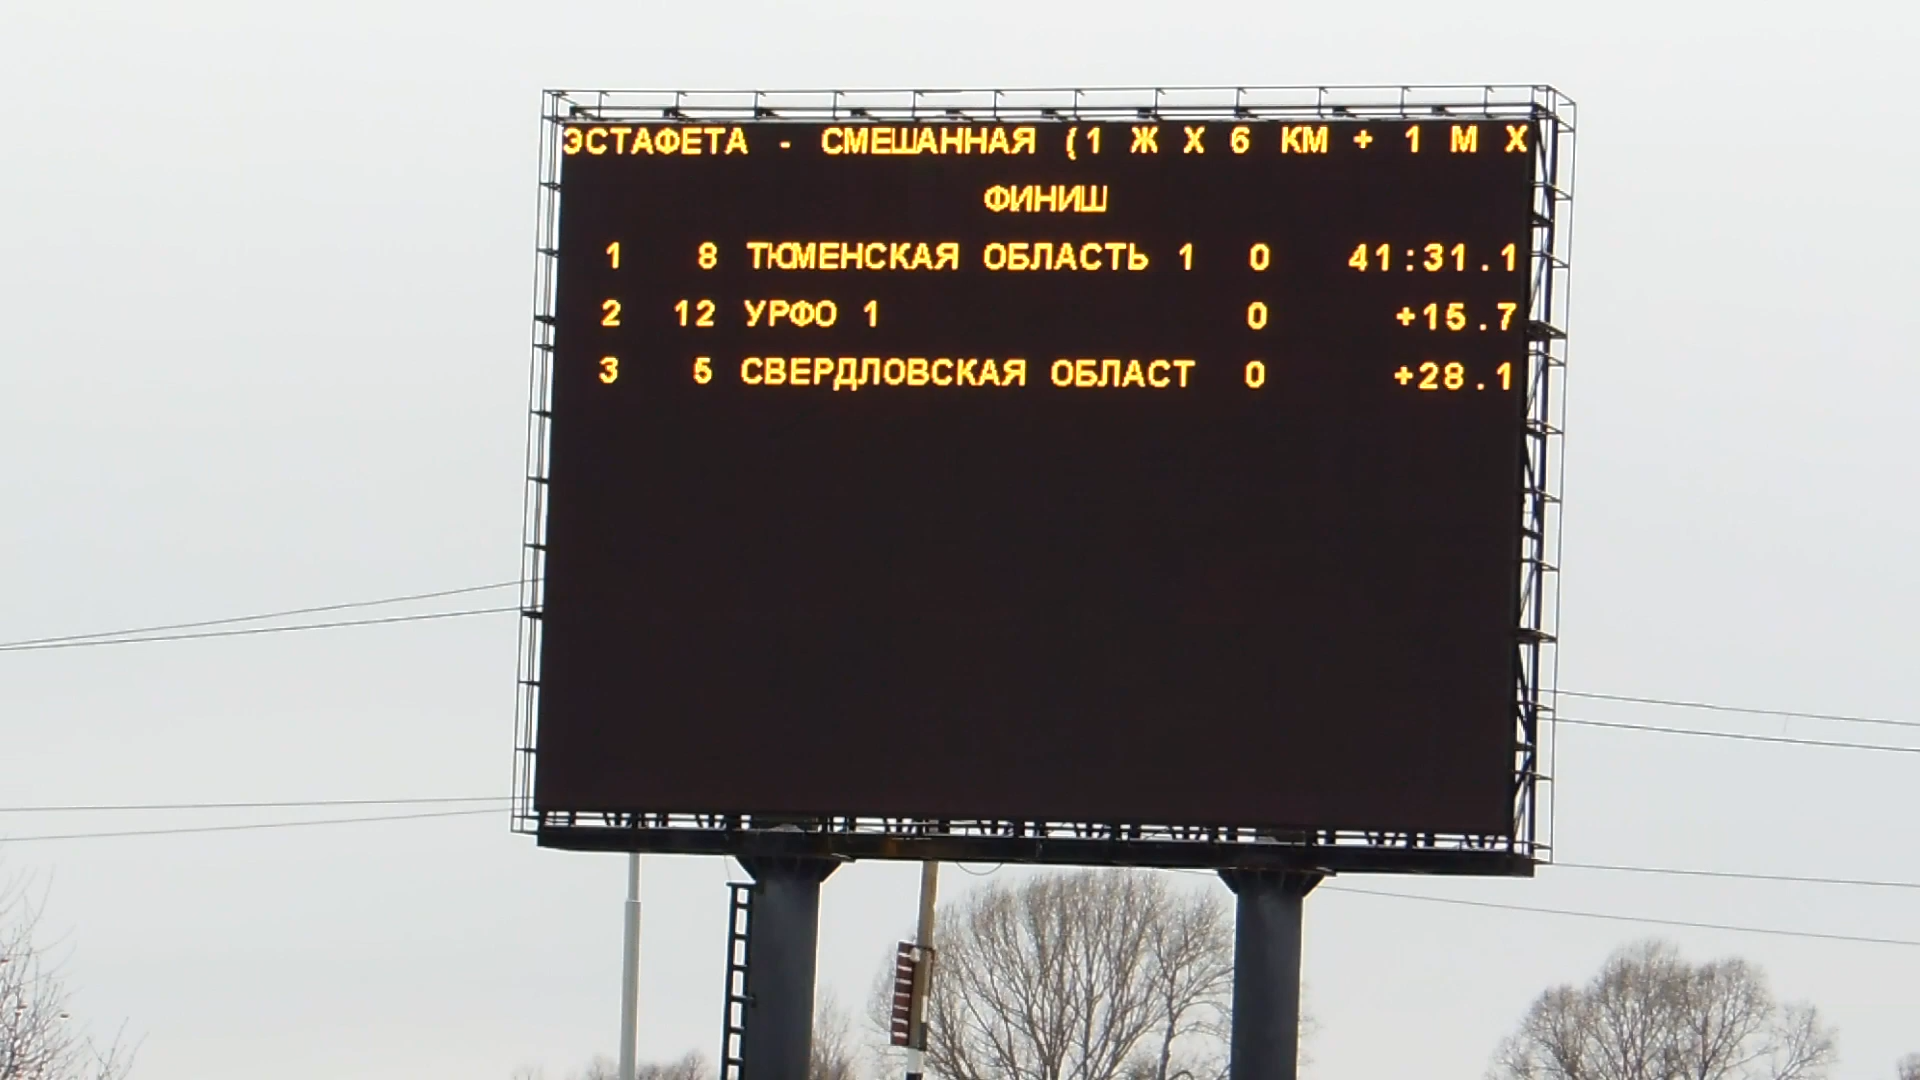 ЭСТАФЕТА - СМЕШАННАЯ (1 Ж Х 6 КМ + 1 М Х
ФИНИШ
1 8 ТЮМЕНСКАЯ ОБЛАСТЬ 1 0 41:31.1
2 12 УРФО 1 0 +15.7
3 5 СВЕРДЛОВСКАЯ ОБЛАСТ 0 +28.1